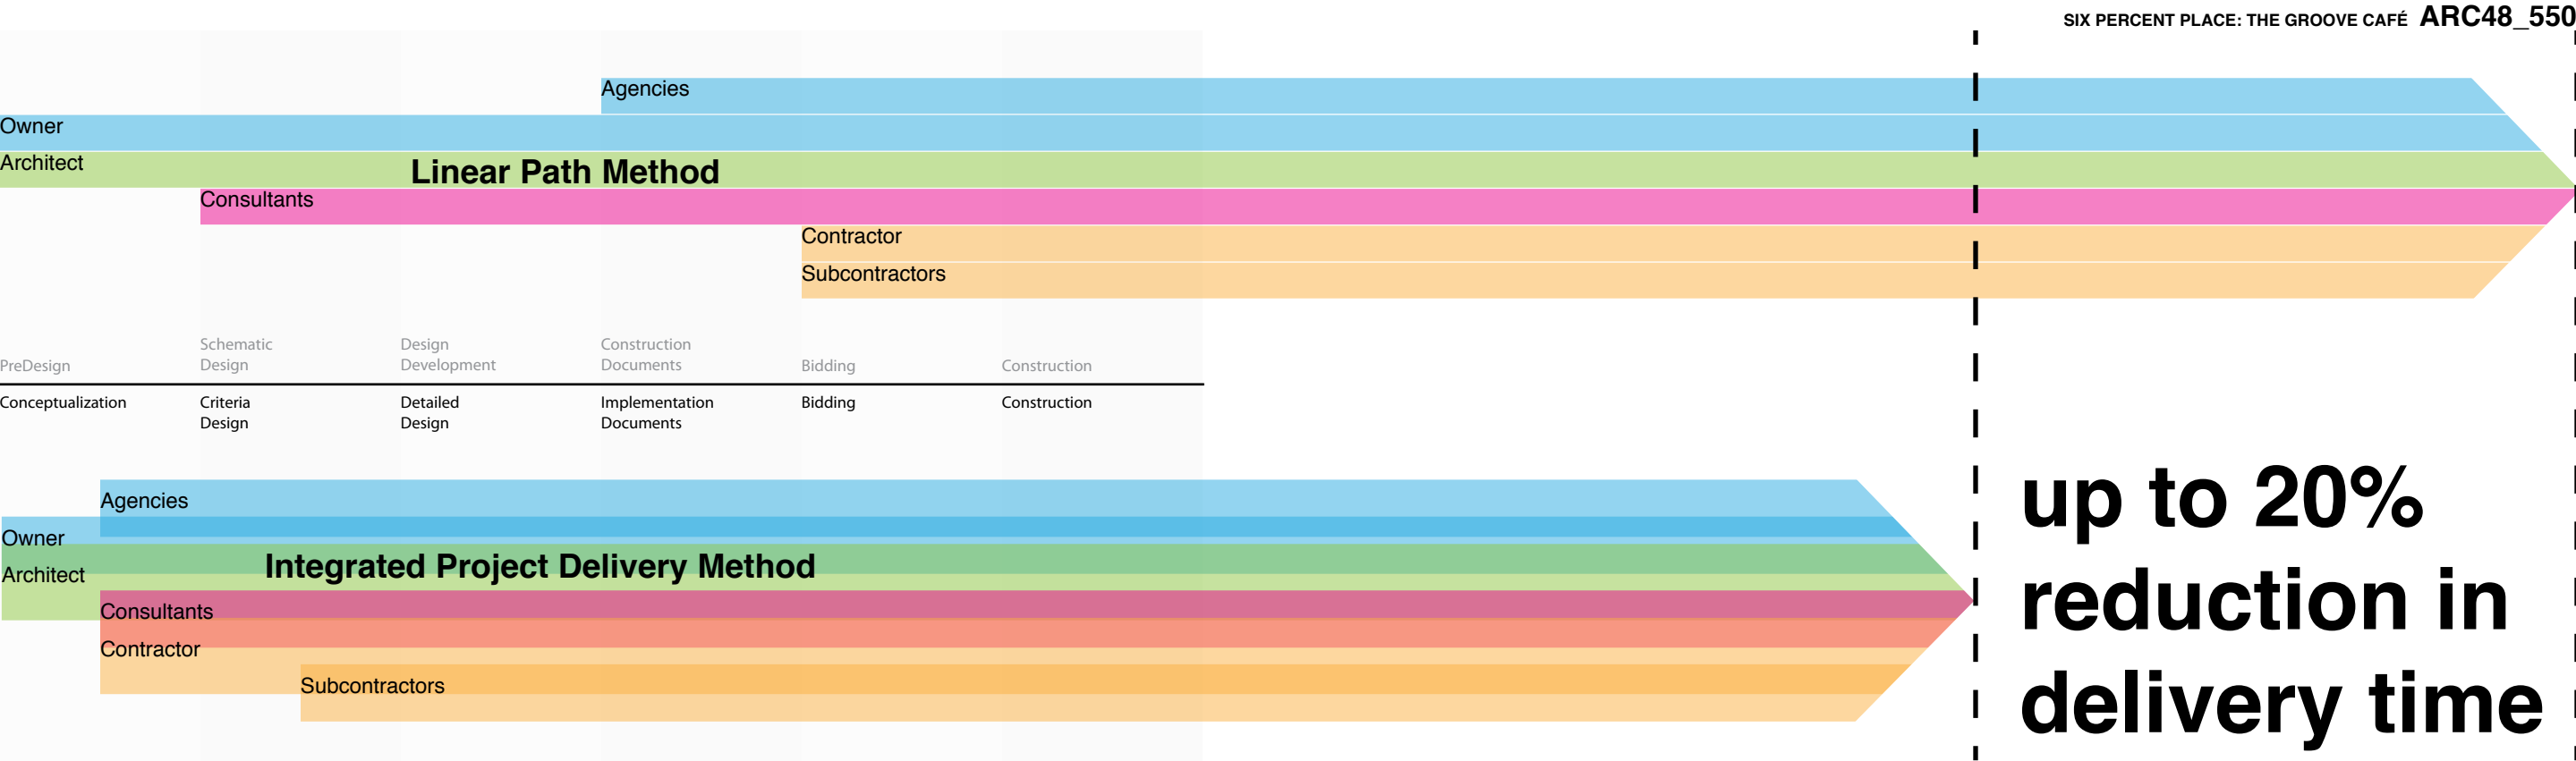 SIX PERCENT PLACE: THE GROOVE CAFÉ ARC48_550
Agencies
Owner
Architect
Linear Path Method
Consultants
Contractor
Subcontractors
PreDesign
Schematic
Design
Design
Development
Construction
Documents
Bidding
Construction
Conceptualization
Criteria
Design
Detailed
Design
Implementation
Documents
Bidding
Construction
Agencies
Owner
Architect
Integrated Project Delivery Method
Consultants
Contractor
Subcontractors
up to 20%
reduction in
delivery time